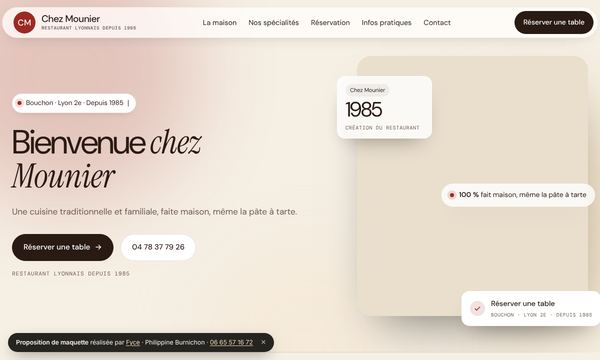 CM
Chez Mounier
RESTAURANT LYONNAIS DEPUIS 1985
La maison
Nos spécialités
Réservation
Infos pratiques
Contact
Réserver une table
Bouchon · Lyon 2e · Depuis 1985 |
Bienvenue chez
Mounier
Une cuisine traditionnelle et familiale, faite maison, même la pâte à tarte.
Réserver une table →
04 78 37 79 26
RESTAURANT LYONNAIS DEPUIS 1985
Chez Mounier
1985
CRÉATION DU RESTAURANT
100 % fait maison, même la pâte à tarte
Réserver une table
BOUCHON · LYON 2E · DEPUIS 1985
Proposition de maquette réalisée par Fyce · Philippine Burnichon · 06 65 57 16 72 ×